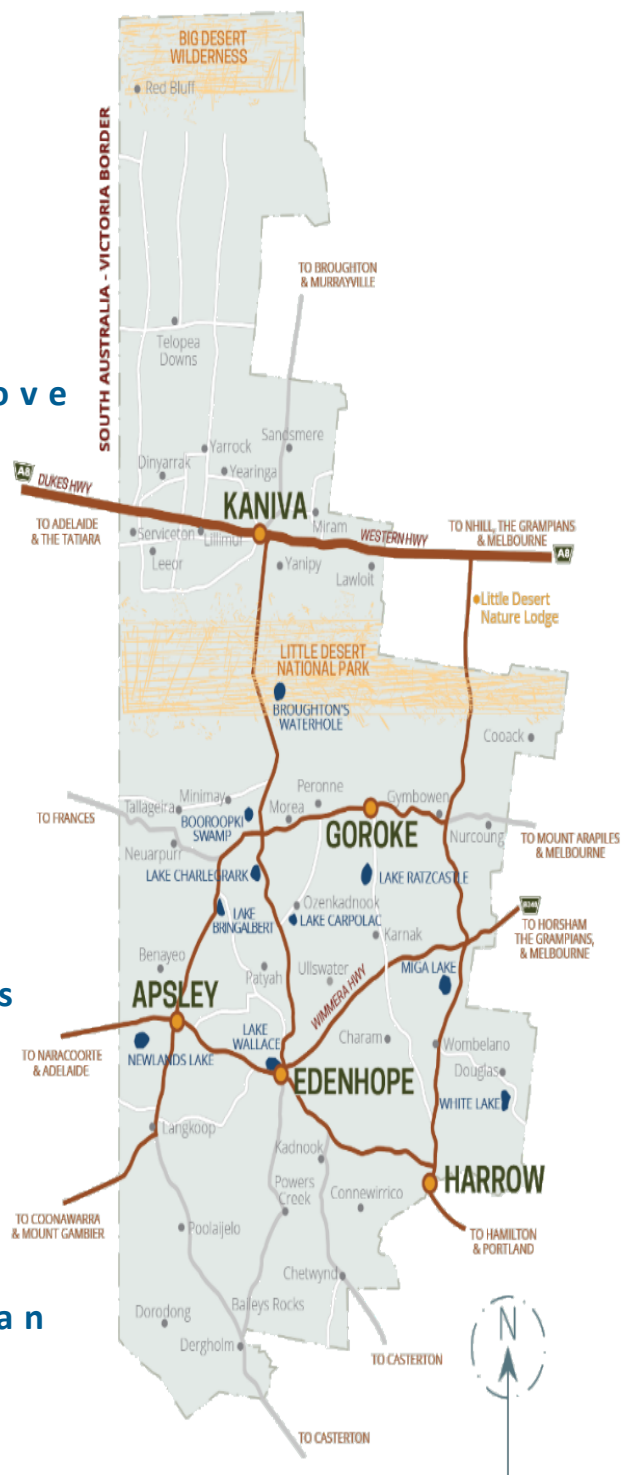 BIG DESERT
WILDERNESS
Red Bluff
SOUTH AUSTRALIA - VICTORIA BORDER
TO BROUGHTON
& MURRAYVILLE
Telopea
Downs
ove
Sandsmere
Yarrock
Dinyarrak
Yearinga
A8
DUKES HWY
KANIVA
TO ADELAIDE
& THE TATIARA
Serviceton
Lillimur
Miram
WESTERN HWY
TO NHILL, THE GRAMPIANS
& MELBOURNE
A8
Leeor
Yanipy
Lawloit
Little Desert
Nature Lodge
LITTLE DESERT
NATIONAL PARK
BROUGHTON'S
WATERHOLE
Cooack
Minimay
Peronne
Gymbowen
Tallageira
Morea
TO FRANCES
BOOROOPKI
SWAMP
GOROKE
Nurcoung
TO MOUNT ARAPILES
& MELBOURNE
Neuarpurr
LAKE CHARLEGRARK
LAKE RATZCASTLE
LAKE
BRINGALBERT
Ozenkadnook
LAKE CARPOLAC
Karnak
TO HORSHAM
THE GRAMPIANS,
& MELBOURNE
Benayeo
Patyah
Ullswater
WIMMERA HWY
MIGA LAKE
s
APSLEY
LAKE
WALLACE
Charam
Wombelano
TO NARACOORTE
& ADELAIDE
NEWLANDS LAKE
EDENHOPE
Douglas
WHITE LAKE
Langkoop
Kadnook
HARROW
Powers
Creek
Connewirrico
TO COONAWARRA
& MOUNT GAMBIER
Poolaijelo
TO HAMILTON
& PORTLAND
Chetwynd
Baileys Rocks
an
Dorodong
Dergholm
N
TO CASTERTON
TO CASTERTON